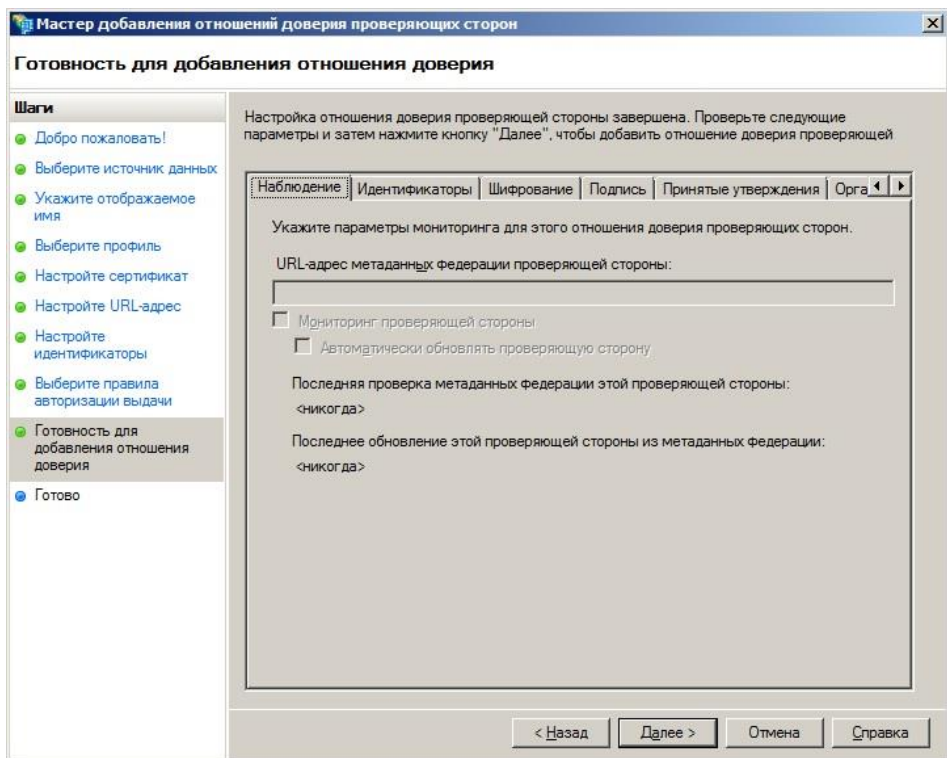 Мастер добавления отношений доверия проверяющих сторон
Готовность для добавления отношения доверия
Шаги
Добро пожаловать!
Выберите источник данных
Укажите отображаемое
имя
Выберите профиль
Настройте сертификат
Настройте URL-адрес
Настройте
идентификаторы
Выберите правила
авторизации выдачи
Готовность для
добавления отношения
доверия
Готово
Настройка отношения доверия проверяющей стороны завершена. Проверьте следующие
параметры и затем нажмите кнопку "Далее", чтобы добавить отношение доверия проверяющей
Наблюдение Идентификаторы Шифрование Подпись Принятые утверждения Орга
Укажите параметры мониторинга для этого отношения доверия проверяющих сторон.
URL-адрес метаданных федерации проверяющей стороны:
Мониторинг проверяющей стороны
Автоматически обновлять проверяющую сторону
Последняя проверка метаданных федерации этой проверяющей стороны:
<никогда>
Последнее обновление этой проверяющей стороны из метаданных федерации:
<никогда>
< Назад Далее > Отмена Справка